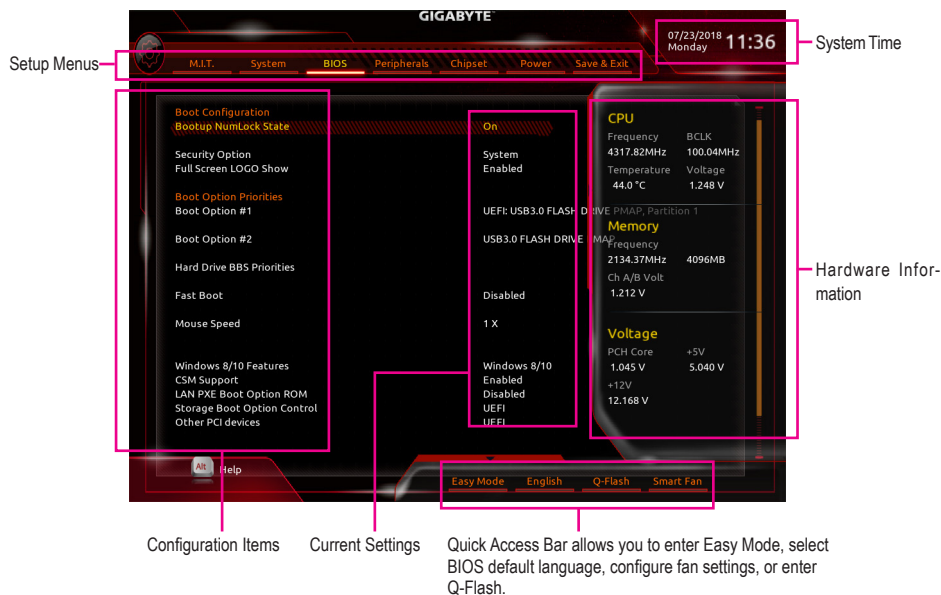 GIGABYTE
07/23/2018 11:36
Monday
System Time
Setup Menus
M.I.T. System BIOS Peripherals Chipset Power Save & Exit
Boot Configuration
Bootup NumLock State On
Security Option System
Full Screen LOGO Show Enabled
Boot Option Priorities
Boot Option #1 UEFI: USB3.0 FLASH DRIVE PMAP, Partition 1
Boot Option #2 USB3.0 FLASH DRIVE PMAP
Hard Drive BBS Priorities
Fast Boot Disabled
Mouse Speed 1 X
Windows 8/10 Features Windows 8/10
CSM Support Enabled
LAN PXE Boot Option ROM Disabled
Storage Boot Option Control UEFI
Other PCI devices UEFI
CPU
Frequency BCLK
4317.82MHz 100.04MHz
Temperature Voltage
44.0 °C 1.248 V
Memory
Frequency
2134.37MHz 4096MB
Ch A/B Volt
1.212 V
Voltage
PCH Core +5V
1.045 V 5.040 V
+12V
12.168 V
Hardware Infor-
mation
Alt Help
Easy Mode English Q-Flash Smart Fan
Configuration Items
Current Settings
Quick Access Bar allows you to enter Easy Mode, select
BIOS default language, configure fan settings, or enter
Q-Flash.